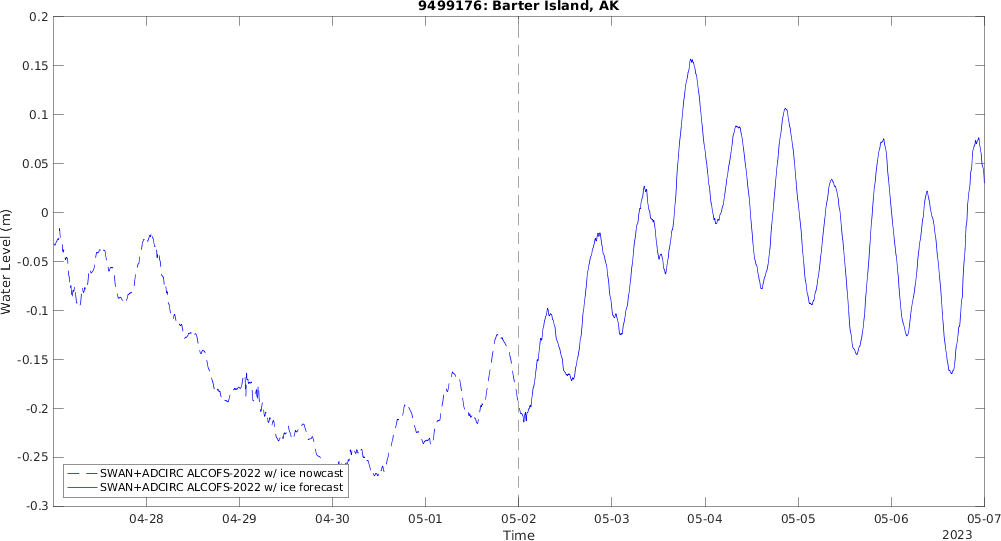 9499176: Barter Island, AK
0.2
0.15
0.1
0.05
0
-0.05
-0.1
-0.15
-0.2
-0.25
-0.3
Water Level (m)
SWAN+ADCIRC ALCOFS-2022 w/ ice nowcast
SWAN+ADCIRC ALCOFS-2022 w/ ice forecast
04-28 04-29 04-30 05-01 05-02 05-03 05-04 05-05 05-06 05-07
Time
2023